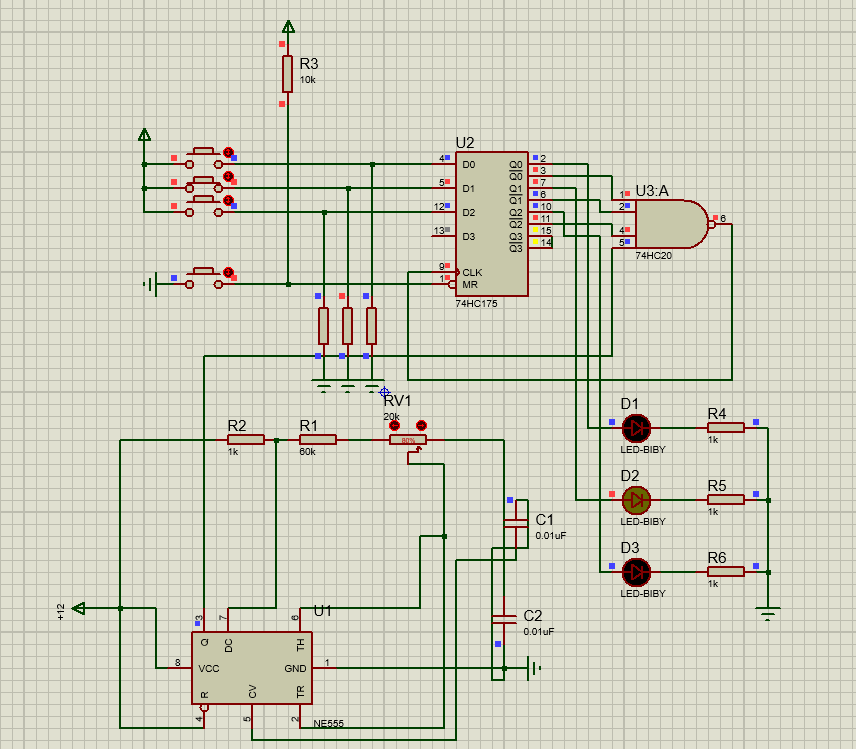 R3
10k
U2
4 D0 Q0 2
Q0 3
5 D1 Q1 7
Q1 6
12 D2 Q2 10
Q2 11
13 D3 Q3 15
Q3 14
9 CLK
1 MR
74HC175
U3:A
1
2
4
5
6
74HC20
RV1
20k
80%
R2
1k
R1
60k
D1
LED-BIBY
R4
1k
D2
LED-BIBY
R5
1k
D3
LED-BIBY
R6
1k
C1
0.01uF
C2
0.01uF
+12
U1
3 Q
7 DC
6 TH
8 VCC
GND 1
4 R
5 CV
2 TR
NE555